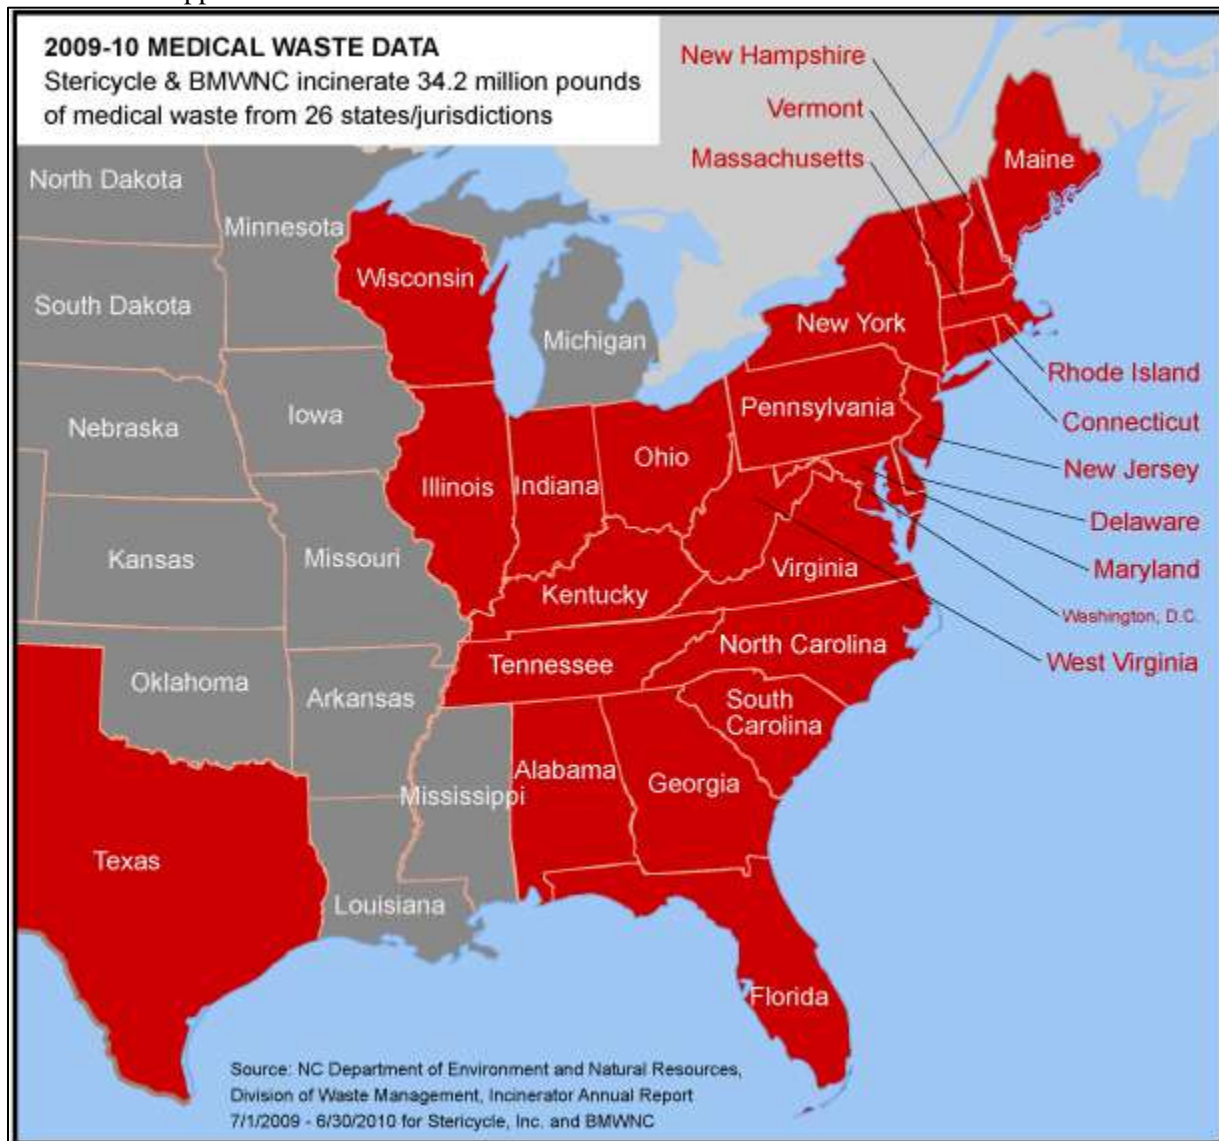 2009-10 MEDICAL WASTE DATA
Stericycle & BMWNC incinerate 34.2 million pounds
of medical waste from 26 states/jurisdictions
New Hampshire
Vermont
Massachusetts
Maine
North Dakota
Minnesota
Wisconsin
South Dakota
Michigan
New York
Rhode Island
Nebraska
Iowa
Pennsylvania
Connecticut
Ohio
New Jersey
Illinois
Indiana
Delaware
Kansas
Missouri
Virginia
Maryland
Kentucky
Washington, D.C.
North Carolina
Tennessee
West Virginia
Oklahoma
Arkansas
South
Carolina
Alabama
Georgia
Mississippi
Texas
Louisiana
Florida
Source: NC Department of Environment and Natural Resources,
Division of Waste Management, Incinerator Annual Report
7/1/2009 - 6/30/2010 for Stericycle, Inc. and BMWNC